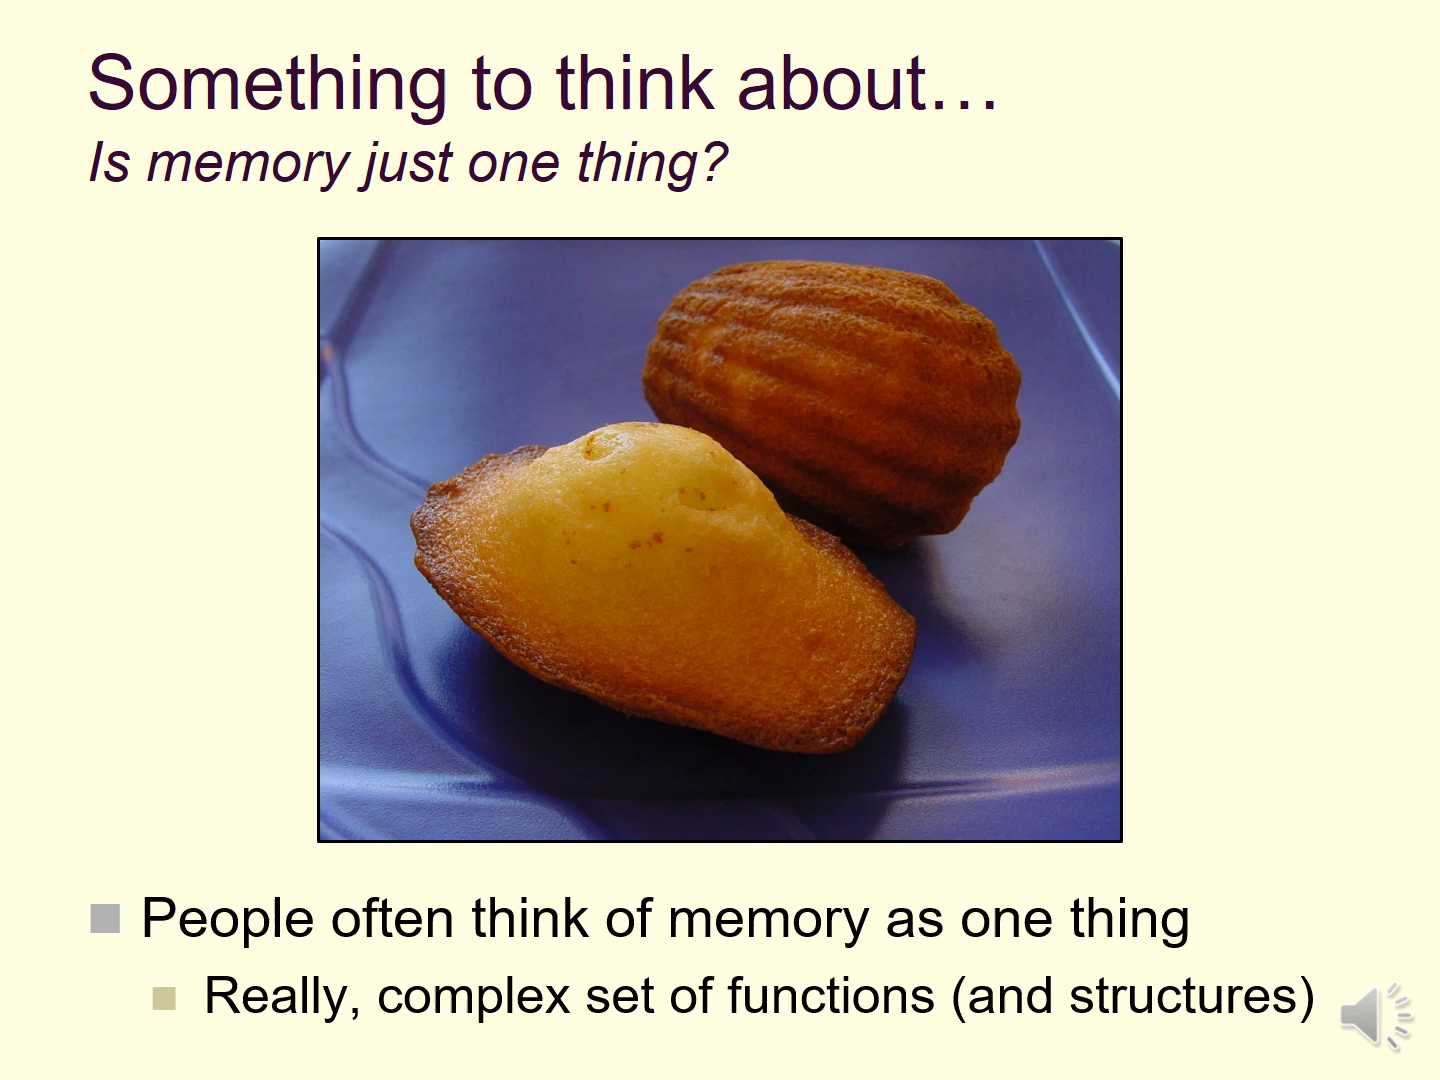 Something to think about…
Is memory just one thing?
People often think of memory as one thing
Really, complex set of functions (and structures)